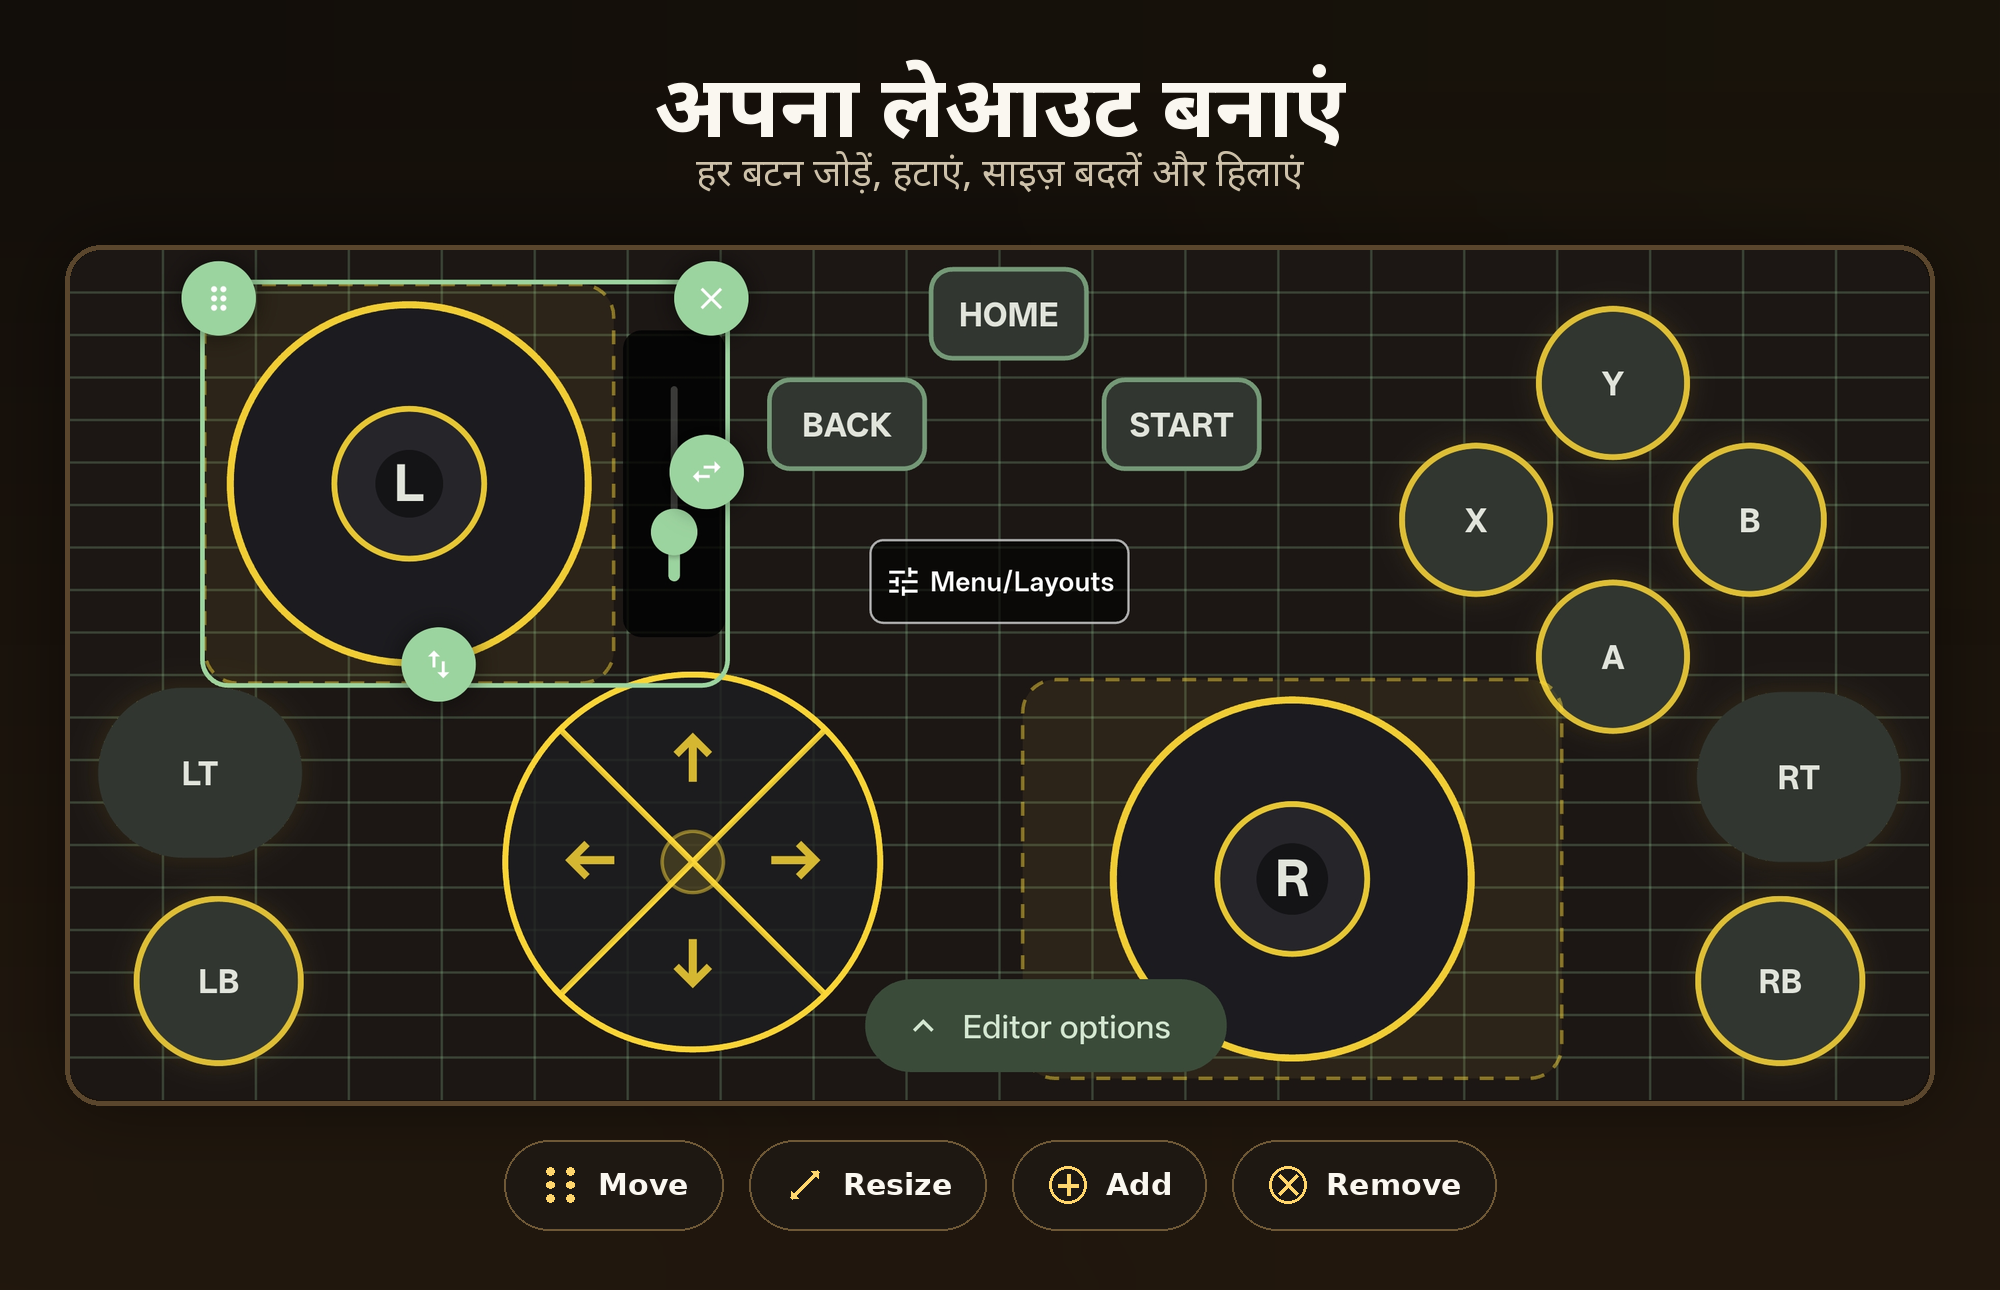 अपना लेआउट बनाएं
हर बटन जोड़ें, हटाएं, साइज़ बदलें और हिलाएं
HOME
BACK
START
Y
X
B
A
L
Menu/Layouts
LT
RT
R
LB
RB
Editor options
Move
Resize
Add
Remove